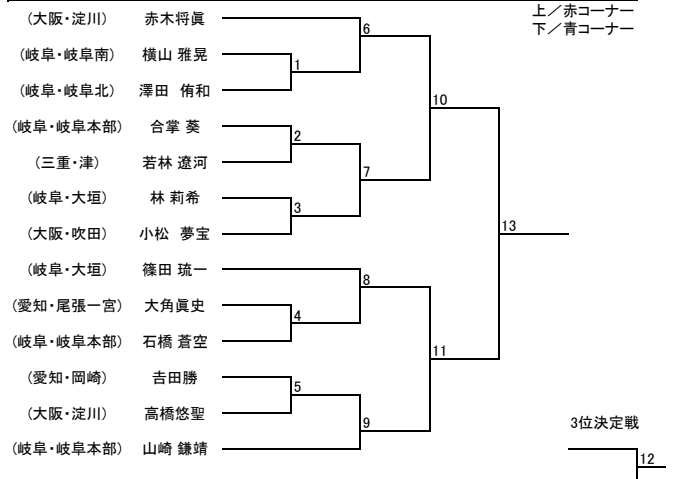 上／赤コーナー
下／青コーナー
（大阪・淀川） 赤木将眞
6
（岐阜・岐阜南） 横山 雅晃
1
（岐阜・岐阜北） 澤田 侑和
10
（岐阜・岐阜本部） 合掌 葵
2
（三重・津） 若林 遼河
7
（岐阜・大垣） 林 莉希
3
（大阪・吹田） 小松 夢宝
13
（岐阜・大垣） 篠田 琉一
8
（愛知・尾張一宮） 大角眞史
4
（岐阜・岐阜本部） 石橋 蒼空
11
（愛知・岡崎） 𠮷田勝
5
（大阪・淀川） 高橋悠聖
9
（岐阜・岐阜本部） 山崎 鎌靖
3位決定戦
12